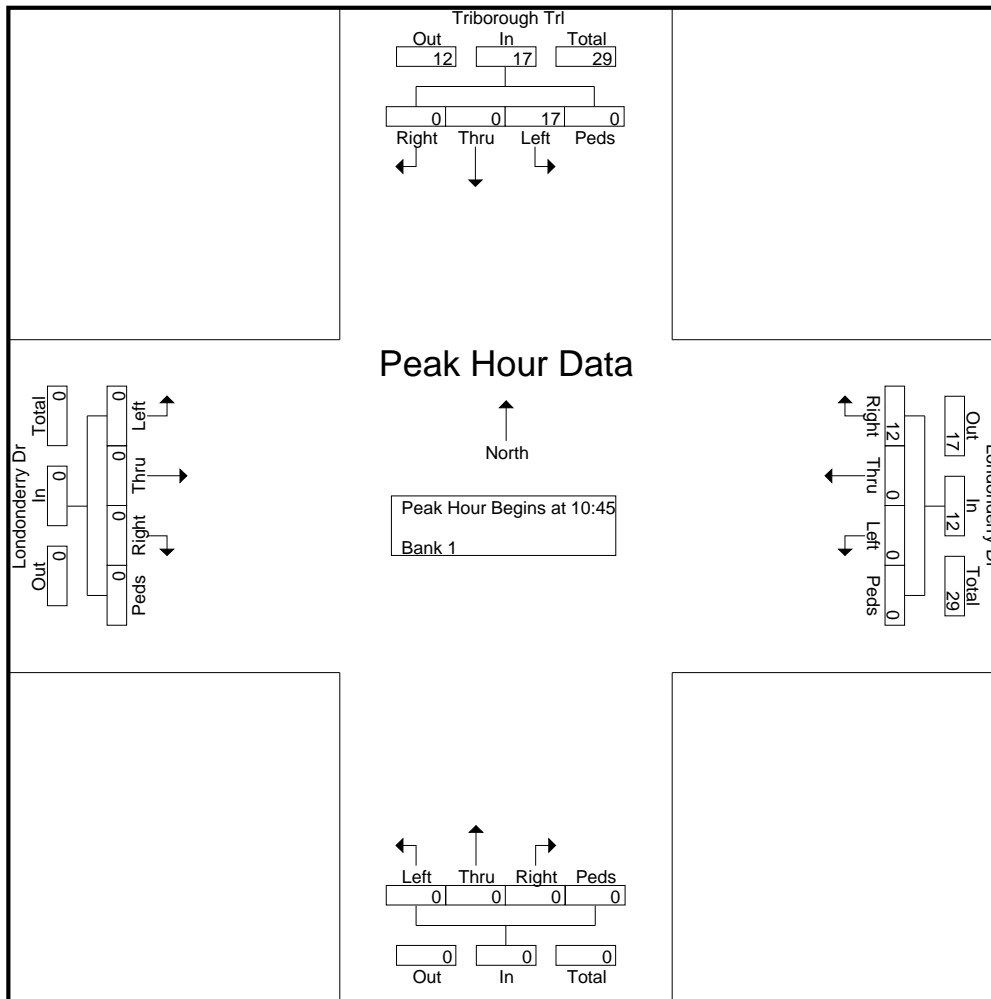 Triborough Trl
Out In Total
12 17 29
0 0 17 0
Right Thru Left Peds
Peak Hour Data
North
Peak Hour Begins at 10:45
Bank 1
Londonderry Dr
Total In Out
0 0 0
0 0 0 0
Left Thru Right Peds
Right Thru Left Peds
12 0 0 0
Out In Total
17 12 29
Londonderry Dr
Left Thru Right Peds
0 0 0 0
0 0 0
Out In Total